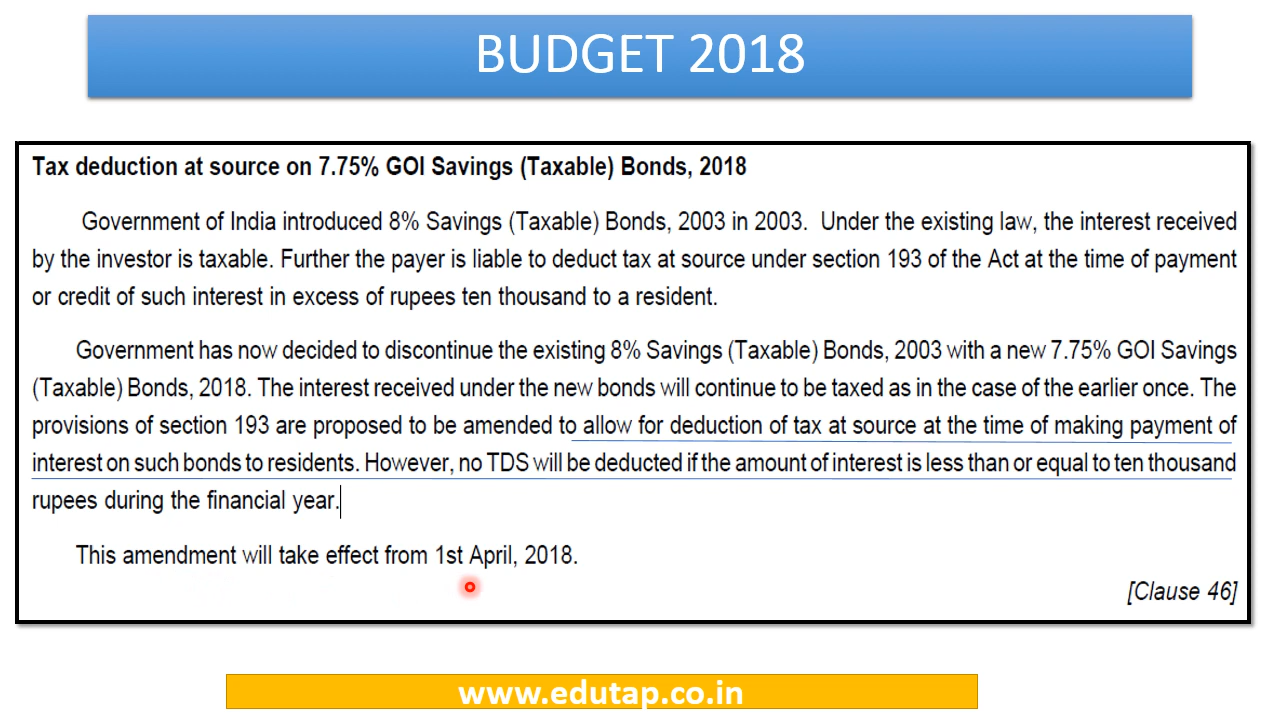 BUDGET 2018
Tax deduction at source on 7.75% GOI Savings (Taxable) Bonds, 2018
Government of India introduced 8% Savings (Taxable) Bonds, 2003 in 2003. Under the existing law, the interest received
by the investor is taxable. Further the payer is liable to deduct tax at source under section 193 of the Act at the time of payment
or credit of such interest in excess of rupees ten thousand to a resident.
Government has now decided to discontinue the existing 8% Savings (Taxable) Bonds, 2003 with a new 7.75% GOI Savings
(Taxable) Bonds, 2018. The interest received under the new bonds will continue to be taxed as in the case of the earlier once. The
provisions of section 193 are proposed to be amended to allow for deduction of tax at source at the time of making payment of
interest on such bonds to residents. However, no TDS will be deducted if the amount of interest is less than or equal to ten thousand
rupees during the financial year.
This amendment will take effect from 1st April, 2018.
[Clause 46]
www.edutap.co.in